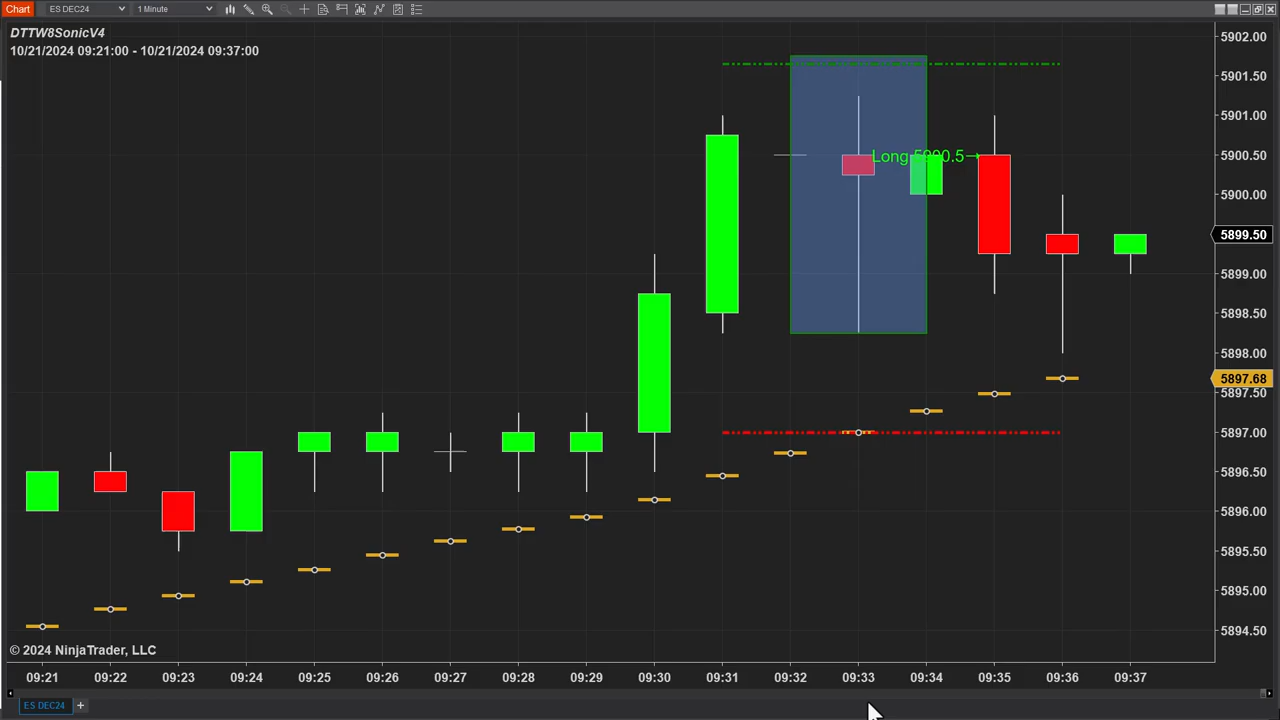 Chart ES DEC24 1 Minute
DTTW8SonicV4
10/21/2024 09:21:00 - 10/21/2024 09:37:00
5902.00
5901.50
5901.00
Long 5900.5→
5900.50
5900.00
5899.50
5899.00
5898.50
5898.00
5897.68
5897.50
5897.00
5896.50
5896.00
5895.50
5895.00
5894.50
© 2024 NinjaTrader, LLC
09:21 09:22 09:23 09:24 09:25 09:26 09:27 09:28 09:29 09:30 09:31 09:32 09:33 09:34 09:35 09:36 09:37
ES DEC24 +